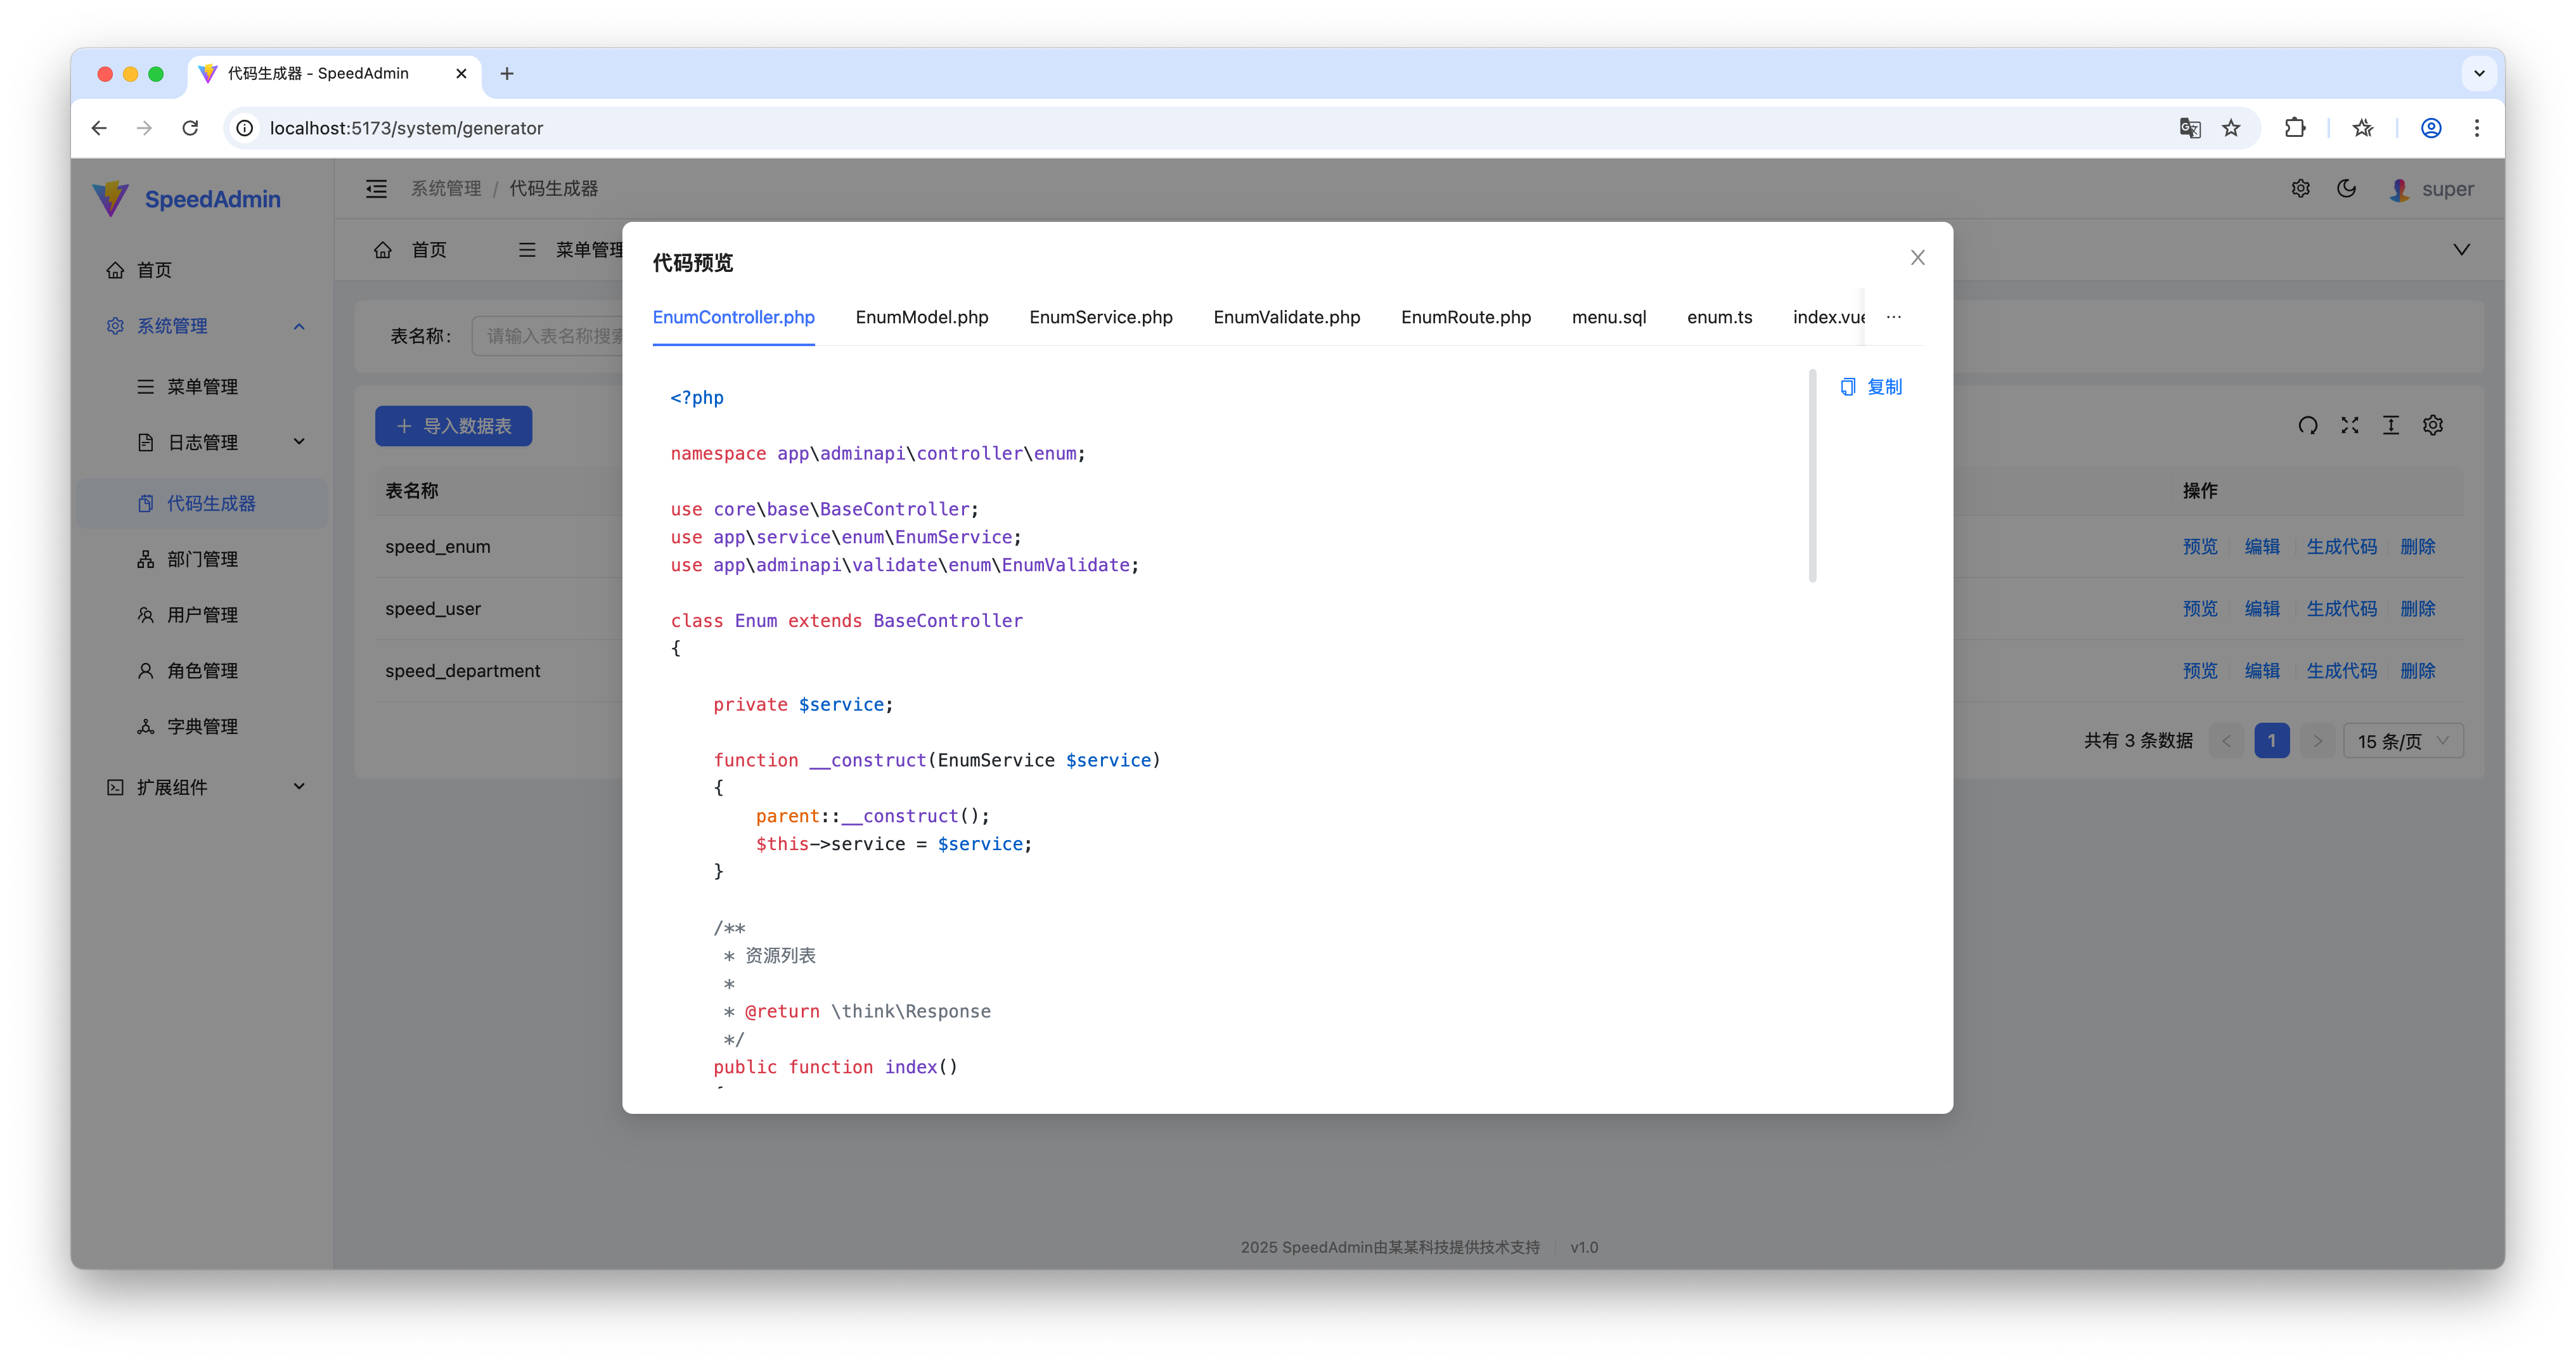 代码生成器 - SpeedAdmin
localhost:5173/system/generator
SpeedAdmin
系统管理 / 代码生成器
super
首页
菜单管理
首页
系统管理
菜单管理
日志管理
代码生成器
部门管理
用户管理
角色管理
字典管理
扩展组件
表名称：
请输入表名称搜索
导入数据表
表名称
操作
speed_enum
预览 编辑 生成代码 删除
speed_user
预览 编辑 生成代码 删除
speed_department
预览 编辑 生成代码 删除
共有 3 条数据 < 1 > 15 条/页
代码预览
EnumController.php EnumModel.php EnumService.php EnumValidate.php EnumRoute.php menu.sql enum.ts index.vue ···
复制
<?php
namespace app\adminapi\controller\enum;
use core\base\BaseController;
use app\service\enum\EnumService;
use app\adminapi\validate\enum\EnumValidate;
class Enum extends BaseController
{
private $service;
function __construct(EnumService $service)
{
parent::__construct();
$this->service = $service;
}
/**
* 资源列表
*
* @return \think\Response
*/
public function index()
2025 SpeedAdmin由某某科技提供技术支持 v1.0